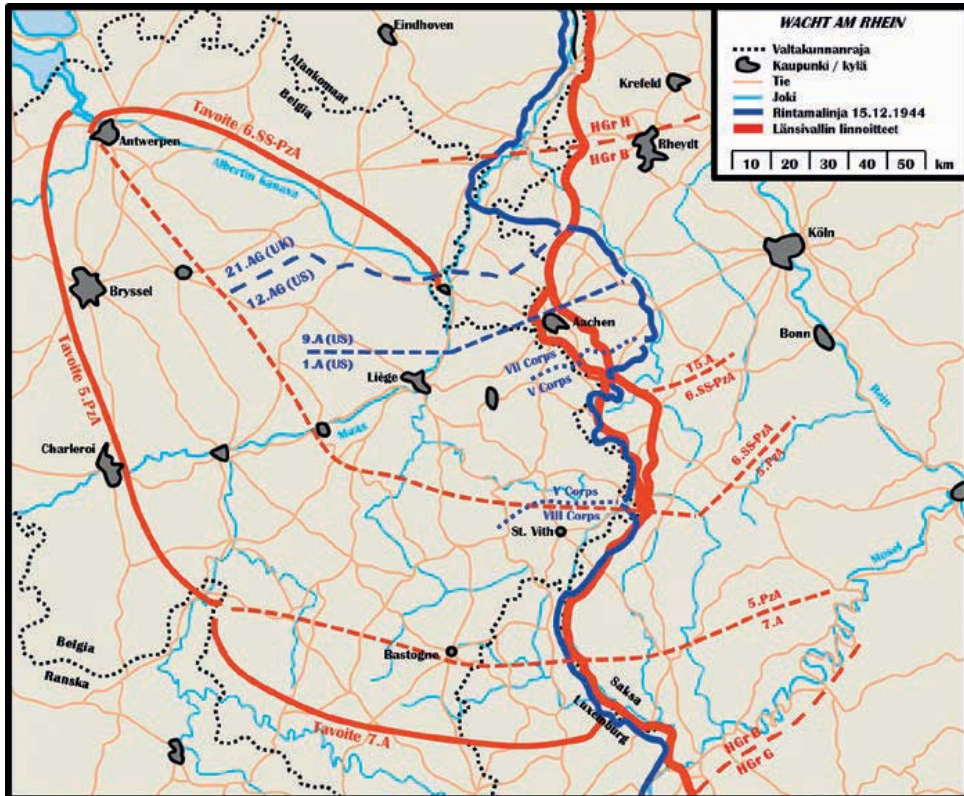 WACHT AM RHEIN
Valtakunnanraja
Kaupunki / kylä
Tie
Joki
Rintamalinja 15.12.1944
Länsivallin linnoitteet
10 20 30 40 50 km
Eindhoven
Alankomaat
Belgia
Krefeld
Tavoite 6.SS-PzA
HGr H
HGr B
Rheydt
Antwerpen
Albertin kanava
Köln
21.AG (UK)
12.AG (US)
Bryssel
Aachen
Bonn
9.A (US)
1.A (US)
VII Corps
V Corps
15.A
6.SS-PzA
Liège
Rein
Tavoite 5.PzA
Maas
Charleroi
6.SS-PzA
5.PzA
V Corps
VIII Corps
St. Vith
Mosel
5.PzA
7.A
Belgia
Ranska
Bastogne
Saksa
Luxemburg
Tavoite 7.A
HGr B
HGr G